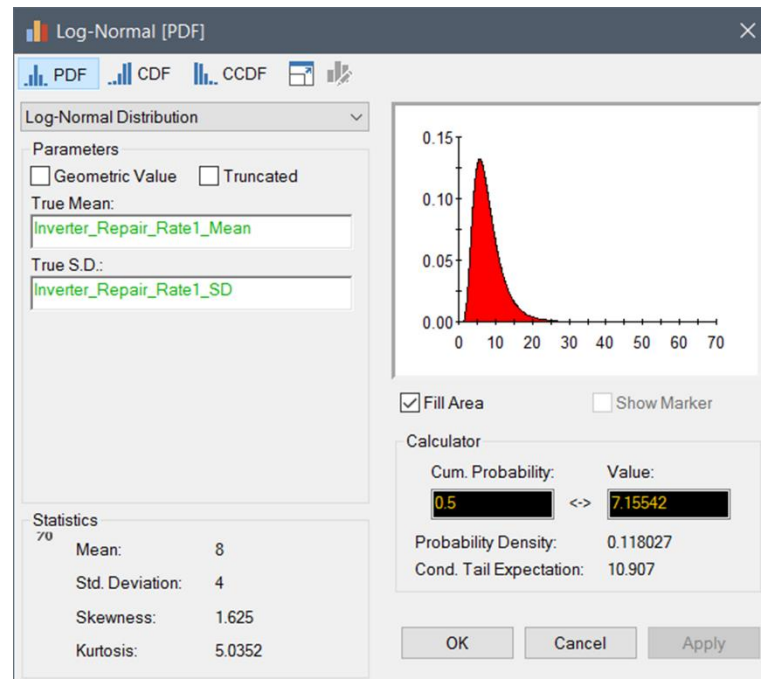 Log-Normal [PDF]
PDF CDF CCDF
Log-Normal Distribution
Parameters
Geometric Value Truncated
True Mean:
Inverter_Repair_Rate1_Mean
True S.D.:
Inverter_Repair_Rate1_SD
0.15
0.10
0.05
0.00
0 10 20 30 40 50 60 70
Fill Area Show Marker
Calculator
Cum. Probability: Value:
0.5 <-> 7.15542
Probability Density: 0.118027
Cond. Tail Expectation: 10.907
Statistics
Mean: 8
Std. Deviation: 4
Skewness: 1.625
Kurtosis: 5.0352
OK Cancel Apply